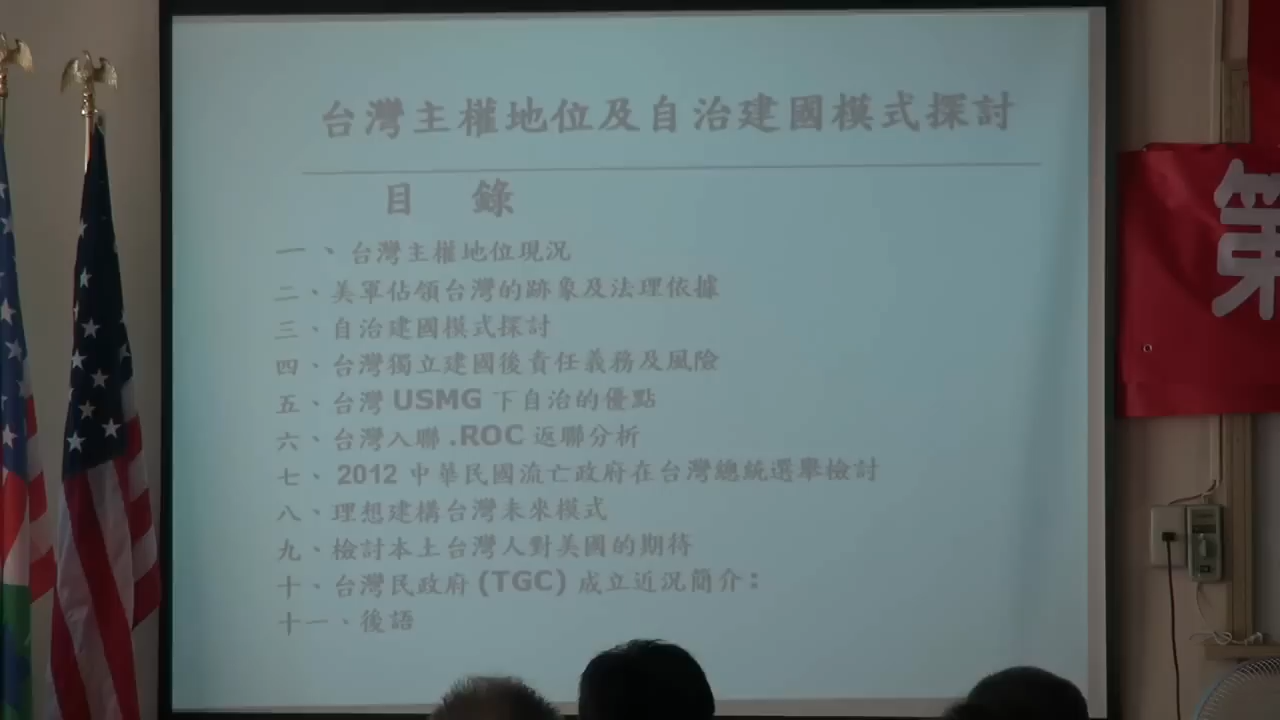 台灣主權地位及自治建國模式探討
目 錄
一、台灣主權地位現況
二、美軍佔領台灣的跡象及法理依據
三、自治建國模式探討
四、台灣獨立建國後責任義務及風險
五、台灣 USMG 下自治的優點
六、台灣入聯 .ROC 返聯分析
七、2012 中華民國流亡政府在台灣總統選舉檢討
八、理想建構台灣未來模式
九、檢討本土台灣人對美國的期待
十、台灣民政府 (TGC) 成立近況簡介：
十一、後語
第